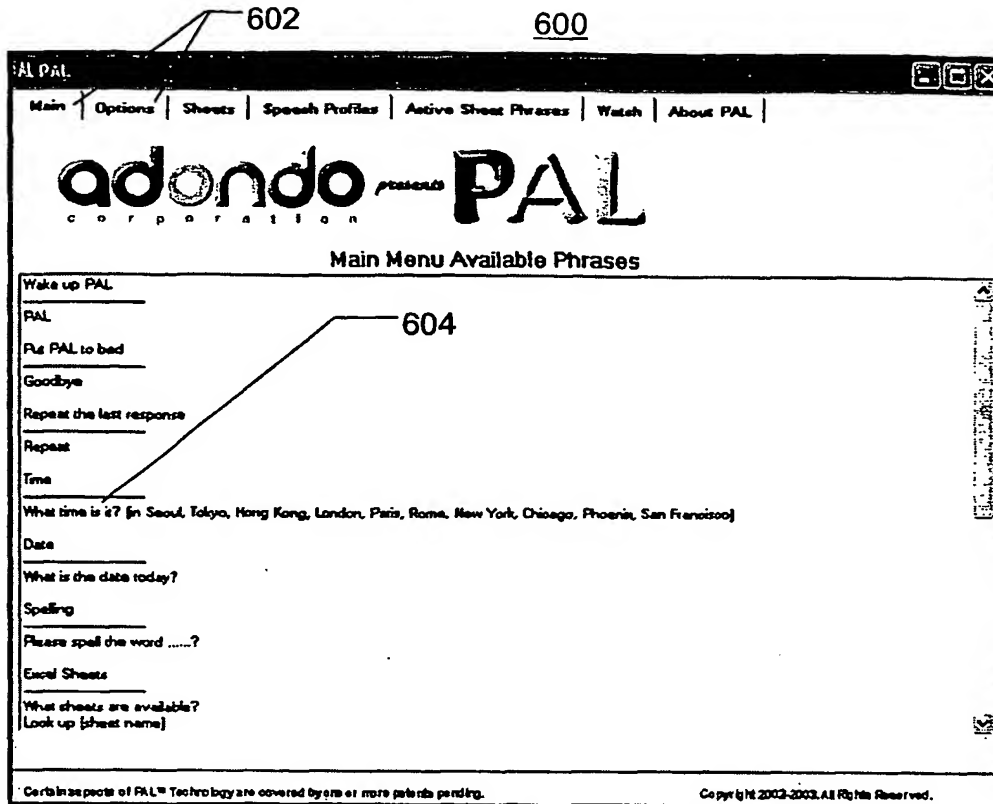 602
600
PAL
Main | Options | Sheets | Speech Profiles | Active Sheet Phrases | Watch | About PAL
adondo presents PAL
corporation
Main Menu Available Phrases
Wake up PAL
PAL
604
Put PAL to bed
Goodbye
Repeat the last response
Repeat
Time
What time is it? [in Seoul, Tokyo, Hong Kong, London, Paris, Rome, New York, Chicago, Phoenix, San Francisco]
Date
What is the date today?
Spelling
Please spell the word ......?
Excel Sheets
What sheets are available?
Look up [sheet name]
Certain aspects of PAL™ Technology are covered by one or more patents pending.
Copyright 2002-2003. All Rights Reserved.